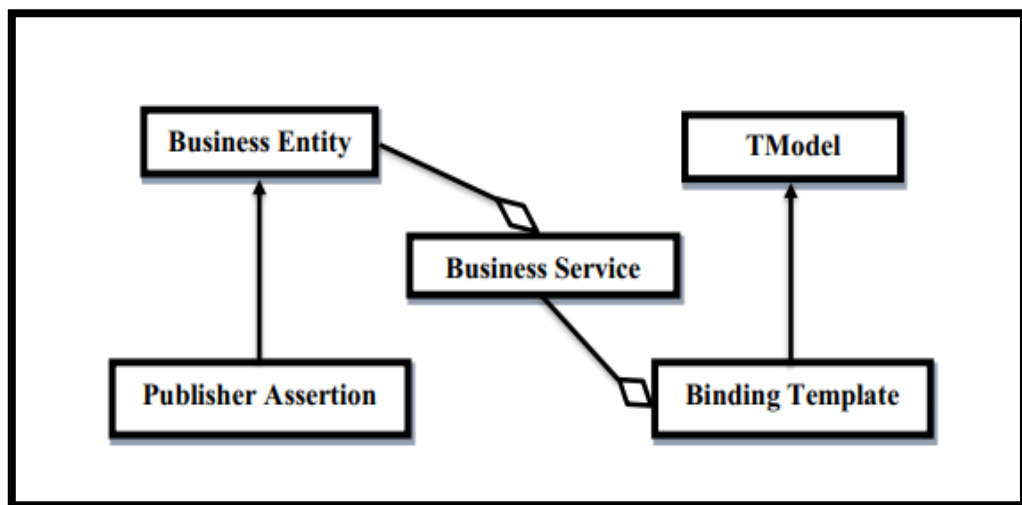 Business Entity
TModel
Business Service
Publisher Assertion
Binding Template